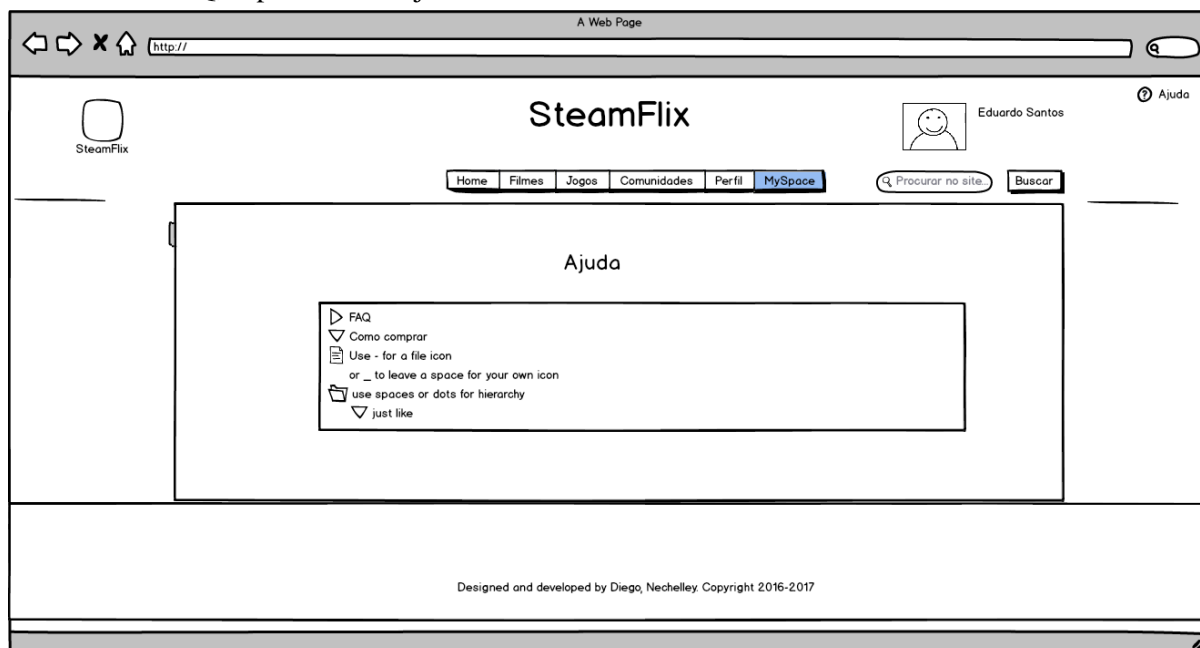 A Web Page
http://
Ajuda
SteamFlix
Eduardo Santos
SteamFlix
Home Filmes Jogos Comunidades Perfil MySpace
Procurar no site...
Buscar
Ajuda
FAQ
Como comprar
Use - for a file icon
or _ to leave a space for your own icon
use spaces or dots for hierarchy
just like
Designed and developed by Diego, Nechelley. Copyright 2016-2017